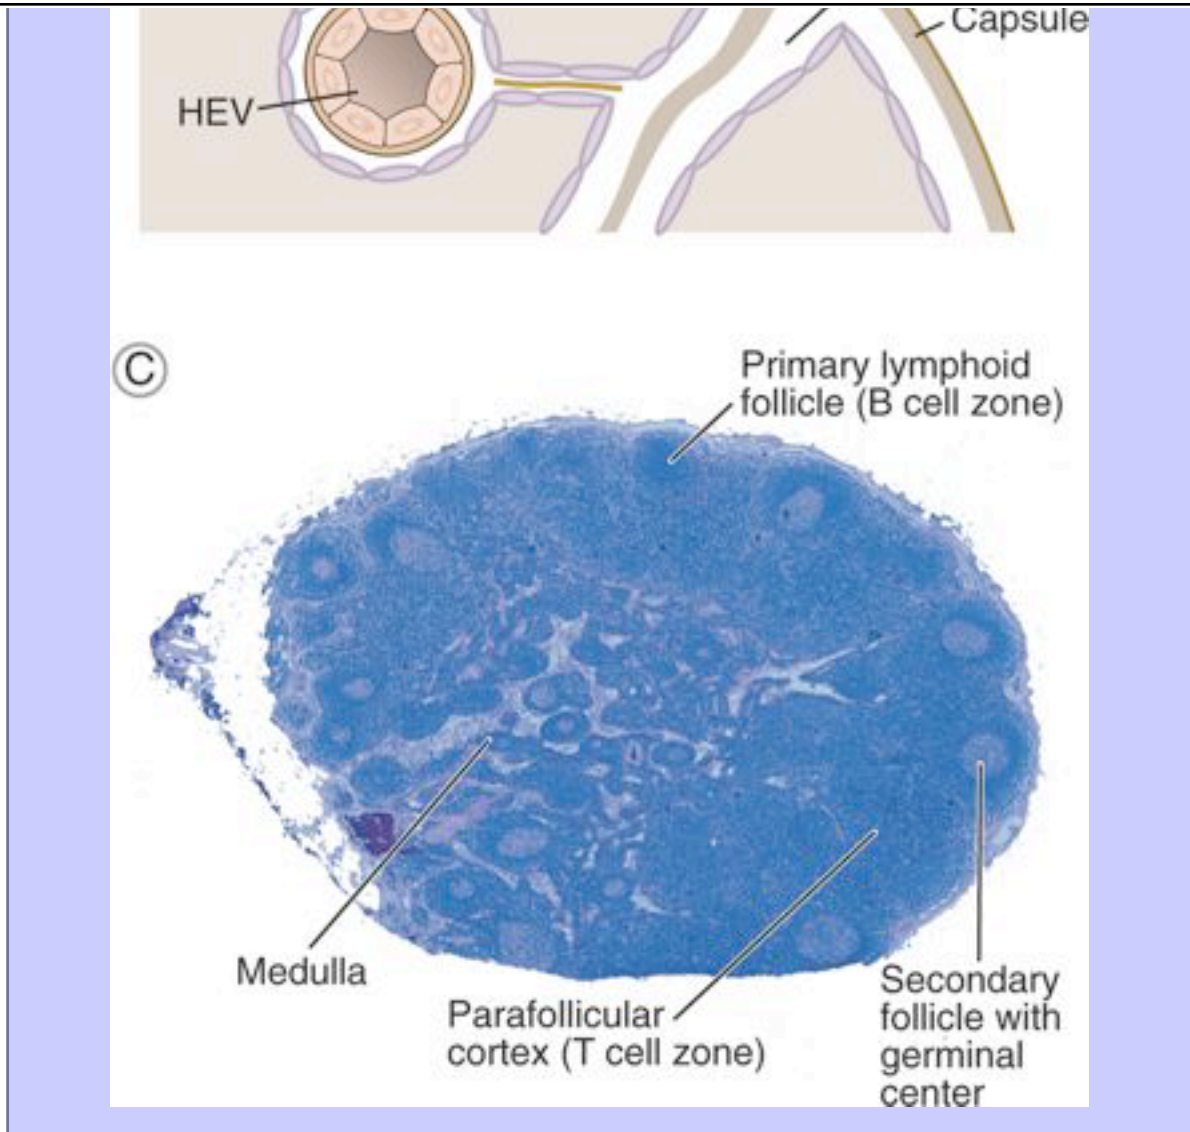 Capsule
HEV
C
Primary lymphoid
follicle (B cell zone)
Medulla
Parafollicular
cortex (T cell zone)
Secondary
follicle with
germinal
center